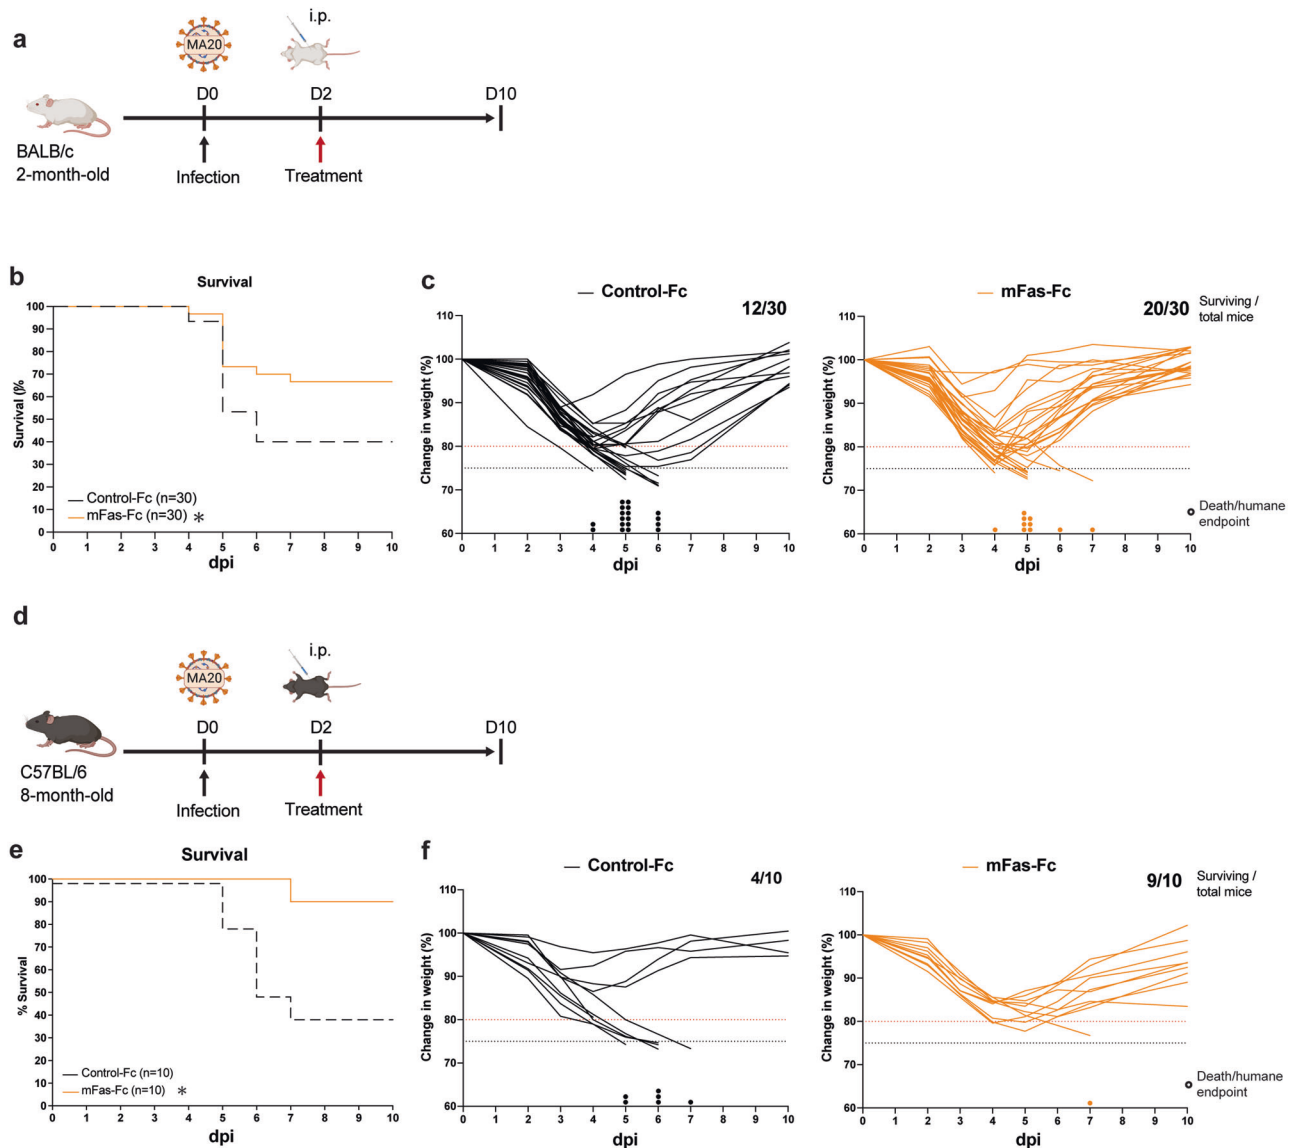 a
MA20
i.p.
D0
D2
D10
BALB/c
2-month-old
Infection
Treatment
b
Survival
Survival (%
100
90
80
70
60
50
40
30
20
10
0
Control-Fc (n=30)
mFas-Fc (n=30) *
0 1 2 3 4 5 6 7 8 9 10
dpi
c
Control-Fc
12/30
Change in weight (%)
110
100
90
80
70
60
0 1 2 3 4 5 6 7 8 9 10
dpi
mFas-Fc
20/30
Surviving /
total mice
Change in weight (%)
110
100
90
80
70
60
0 1 2 3 4 5 6 7 8 9 10
dpi
Death/humane
endpoint
d
MA20
i.p.
D0
D2
D10
C57BL/6
8-month-old
Infection
Treatment
e
Survival
% Survival
100
90
80
70
60
50
40
30
20
10
0
Control-Fc (n=10)
mFas-Fc (n=10) *
0 1 2 3 4 5 6 7 8 9 10
dpi
f
Control-Fc
4/10
Change in weight (%)
110
100
90
80
70
60
0 1 2 3 4 5 6 7 8 9 10
dpi
mFas-Fc
9/10
Surviving /
total mice
Change in weight (%)
110
100
90
80
70
60
0 1 2 3 4 5 6 7 8 9 10
dpi
Death/humane
endpoint